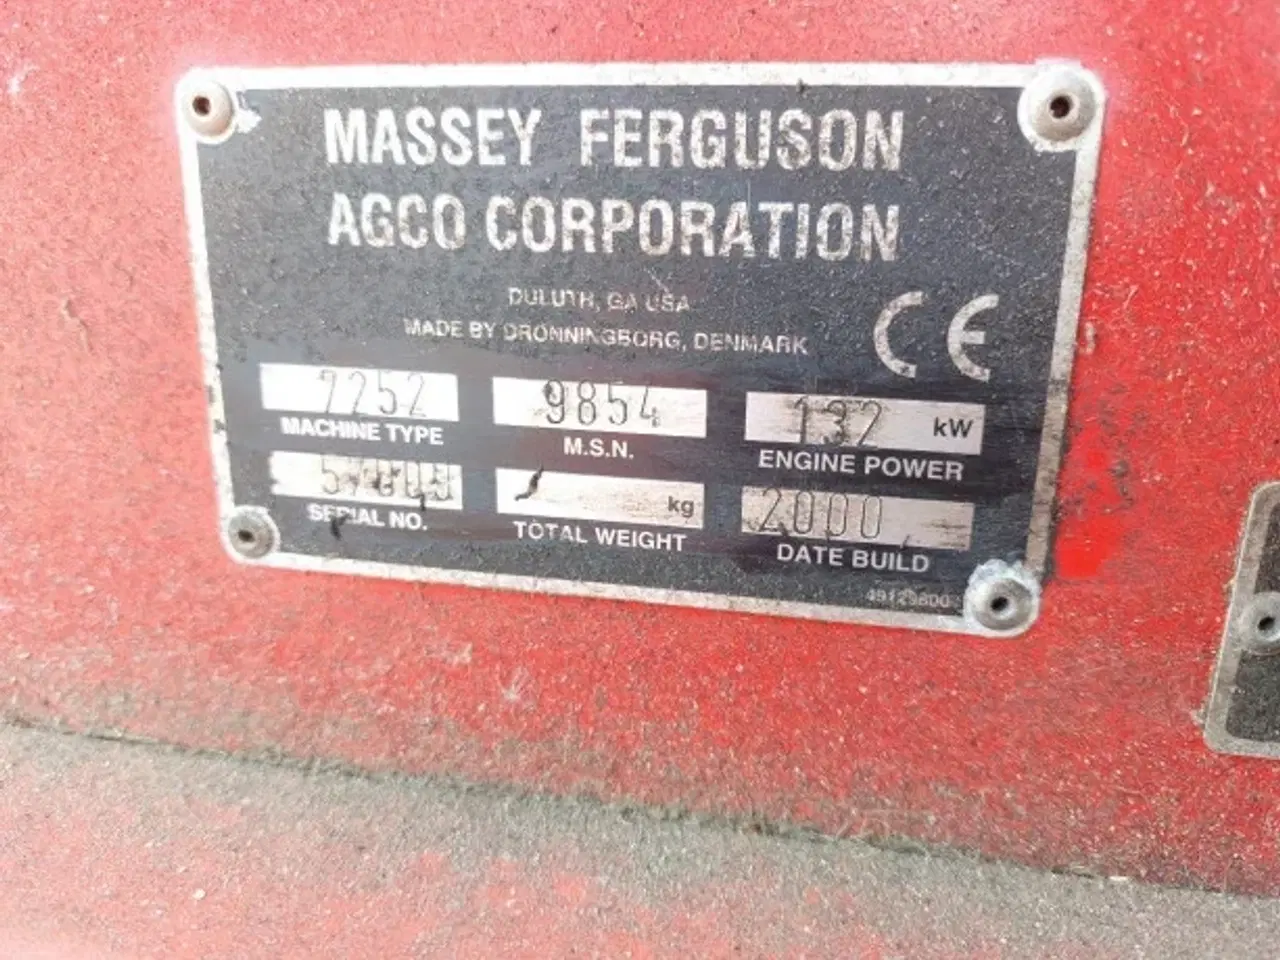 MASSEY FERGUSON
AGCO CORPORATION
DULUTH, GA USA
MADE BY DRONNINGBORG, DENMARK
CE
7252 9854 132 kW
MACHINE TYPE M.S.N. ENGINE POWER
kg 2000
SERIAL NO. TOTAL WEIGHT DATE BUILD